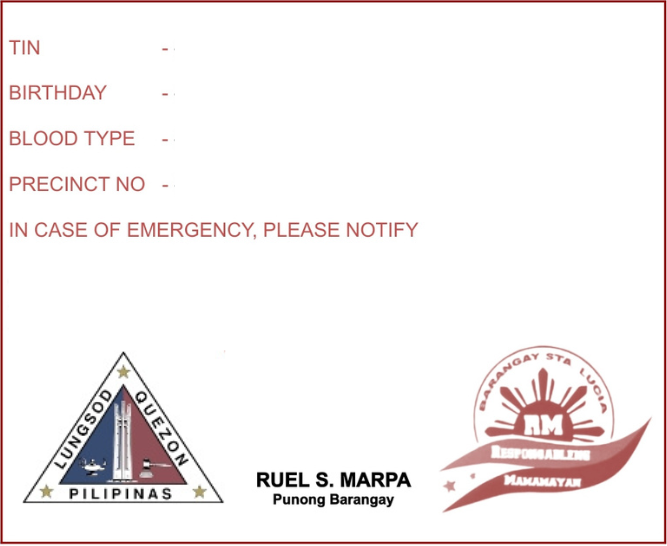 TIN -
BIRTHDAY -
BLOOD TYPE -
PRECINCT NO -
IN CASE OF EMERGENCY, PLEASE NOTIFY
LUNGSOD QUEZON
PILIPINAS
RUEL S. MARPA
Punong Barangay
BARANGAY STA. LUCIA
AM
RESPONSABLENG
MAMAMAYAN